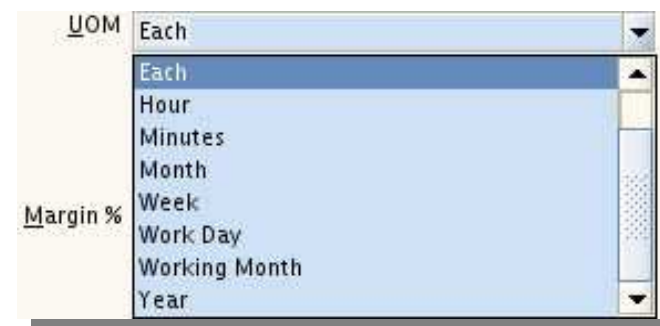 UOM Each
Each
Hour
Minutes
Month
Week
Margin %
Work Day
Working Month
Year